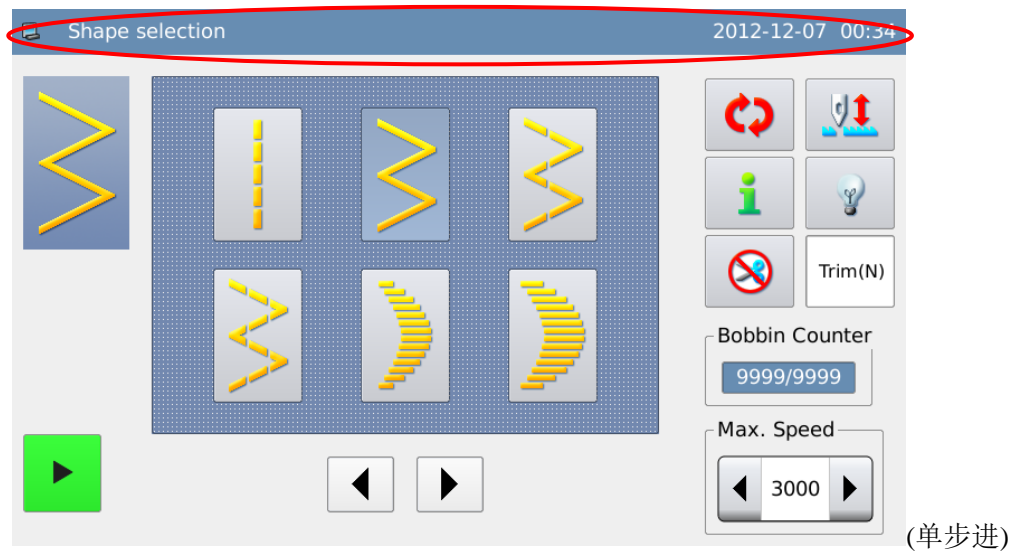 Shape selection 2012-12-07 00:34
Trim(N)
Bobbin Counter
9999/9999
Max. Speed
3000
(单步进)